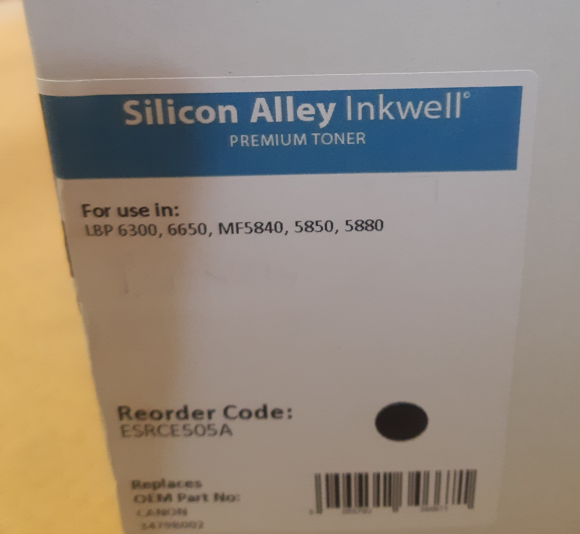 Silicon Alley Inkwell©
PREMIUM TONER
For use in:
LBP 6300, 6650, MF5840, 5850, 5880
Reorder Code:
ESRCE505A
Replaces
OEM Part No:
CANON
3479B002